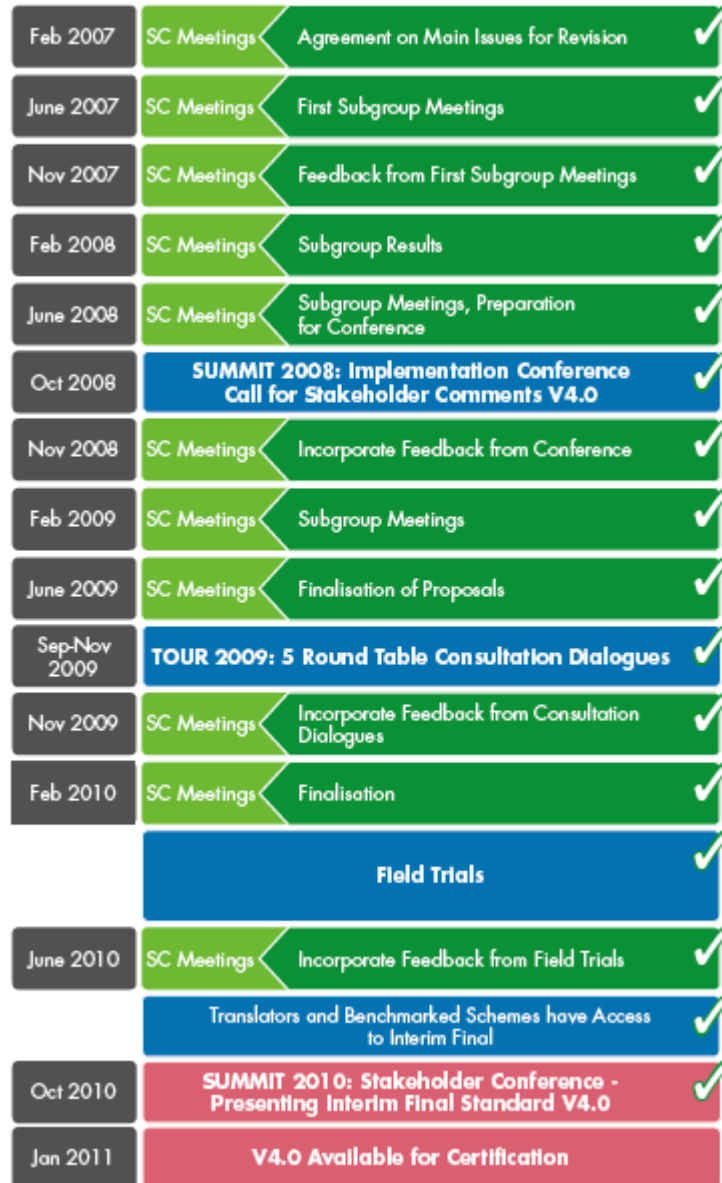 Feb 2007 SC Meetings Agreement on Main Issues for Revision
June 2007 SC Meetings First Subgroup Meetings
Nov 2007 SC Meetings Feedback from First Subgroup Meetings
Feb 2008 SC Meetings Subgroup Results
June 2008 SC Meetings Subgroup Meetings, Preparation
for Conference
Oct 2008 SUMMIT 2008: Implementation Conference
Call for Stakeholder Comments V4.0
Nov 2008 SC Meetings Incorporate Feedback from Conference
Feb 2009 SC Meetings Subgroup Meetings
June 2009 SC Meetings Finalisation of Proposals
Sep-Nov
2009 TOUR 2009: 5 Round Table Consultation Dialogues
Nov 2009 SC Meetings Incorporate Feedback from Consultation
Dialogues
Feb 2010 SC Meetings Finalisation
Field Trials
June 2010 SC Meetings Incorporate Feedback from Field Trials
Translators and Benchmarked Schemes have Access
to Interim Final
Oct 2010 SUMMIT 2010: Stakeholder Conference -
Presenting Interim Final Standard V4.0
Jan 2011 V4.0 Available for Certification